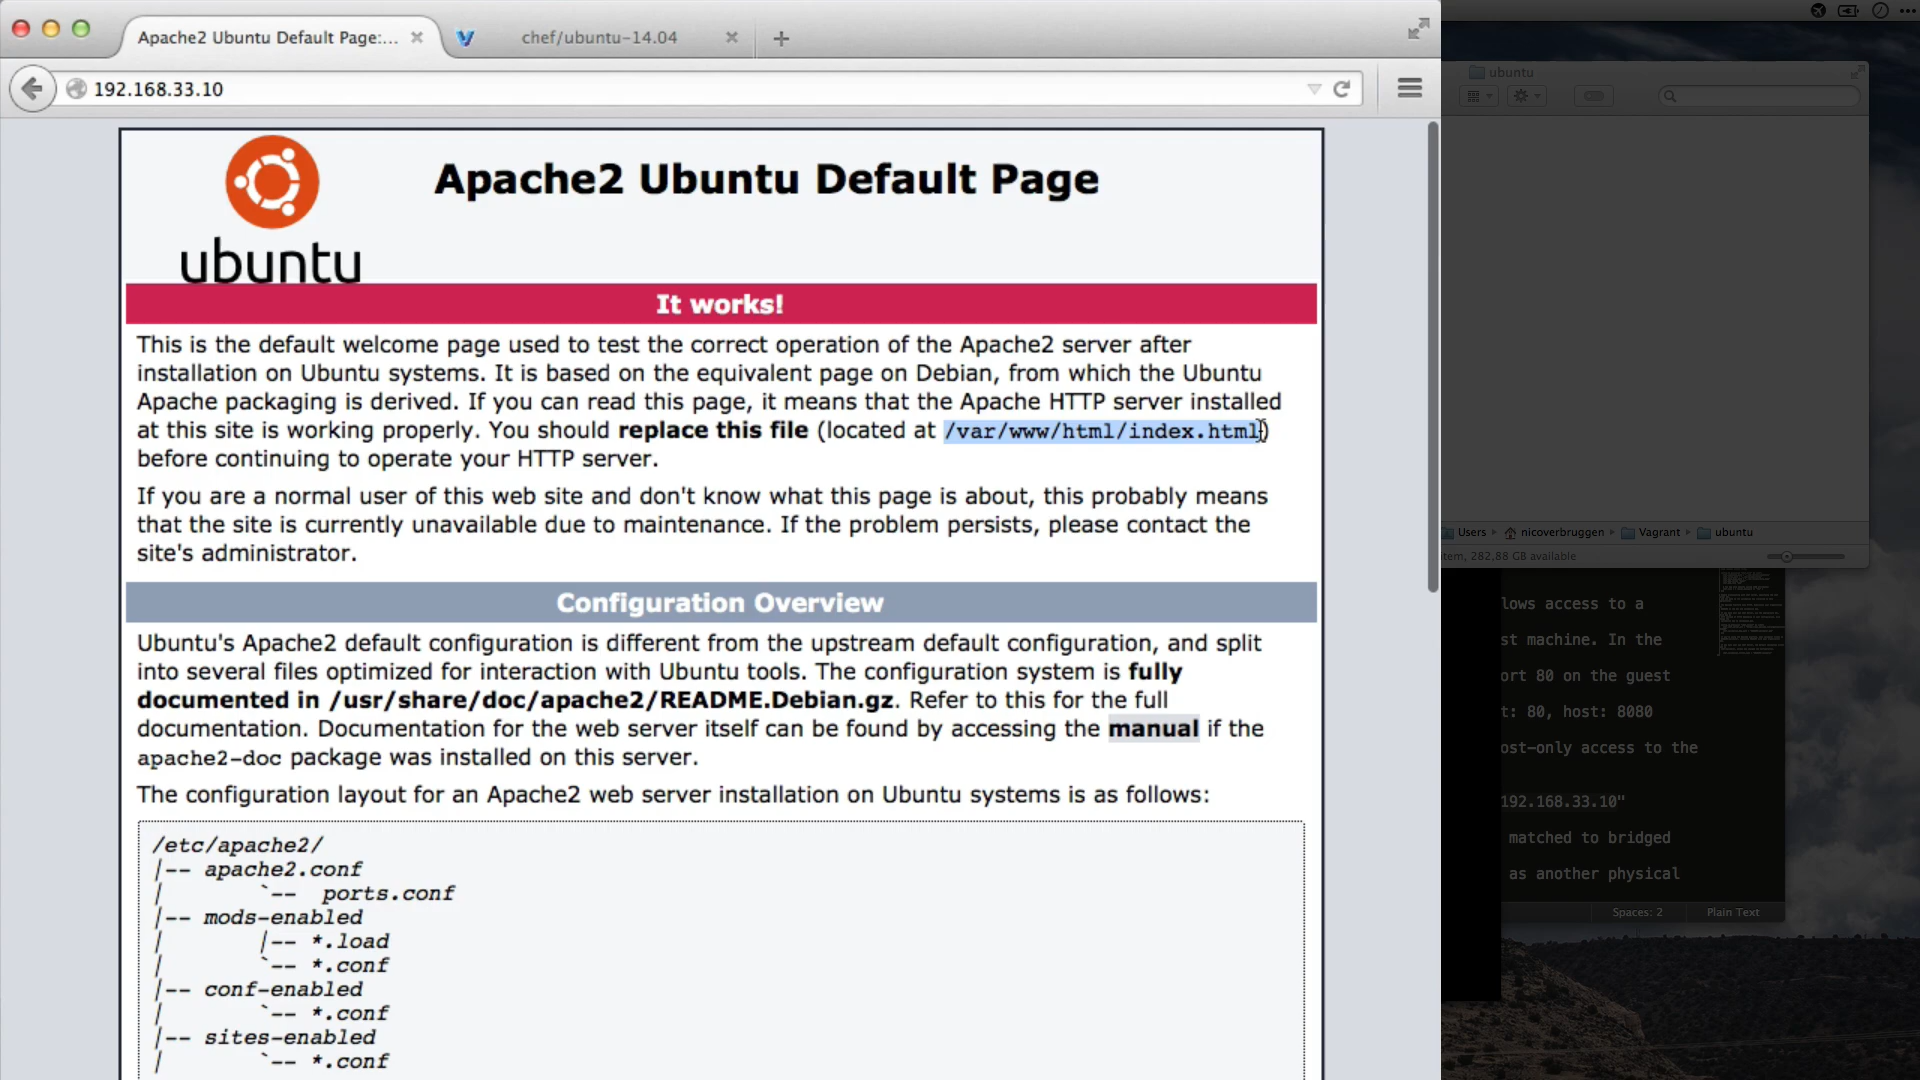 Apache2 Ubuntu Default Page:...
chef/ubuntu-14.04
192.168.33.10
ubuntu
Apache2 Ubuntu Default Page
ubuntu
It works!
This is the default welcome page used to test the correct operation of the Apache2 server after
installation on Ubuntu systems. It is based on the equivalent page on Debian, from which the Ubuntu
Apache packaging is derived. If you can read this page, it means that the Apache HTTP server installed
at this site is working properly. You should replace this file (located at /var/www/html/index.html)
before continuing to operate your HTTP server.
If you are a normal user of this web site and don't know what this page is about, this probably means
that the site is currently unavailable due to maintenance. If the problem persists, please contact the
site's administrator.
Configuration Overview
Ubuntu's Apache2 default configuration is different from the upstream default configuration, and split
into several files optimized for interaction with Ubuntu tools. The configuration system is fully
documented in /usr/share/doc/apache2/README.Debian.gz. Refer to this for the full
documentation. Documentation for the web server itself can be found by accessing the manual if the
apache2-doc package was installed on this server.
The configuration layout for an Apache2 web server installation on Ubuntu systems is as follows:
/etc/apache2/
|-- apache2.conf
|       `--  ports.conf
|-- mods-enabled
|       |-- *.load
|       `-- *.conf
|-- conf-enabled
|       `-- *.conf
|-- sites-enabled
|       `-- *.conf
Users nicoverbruggen Vagrant ubuntu
tem, 282,88 GB available
lows access to a
st machine. In the
ort 80 on the guest
t: 80, host: 8080
ost-only access to the
192.168.33.10"
matched to bridged
as another physical
Spaces: 2 Plain Text